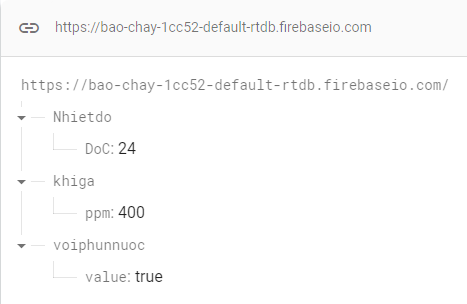 https://bao-chay-1cc52-default-rtdb.firebaseio.com
https://bao-chay-1cc52-default-rtdb.firebaseio.com/
Nhietdo
DoC: 24
khiga
ppm: 400
voiphunnuoc
value: true